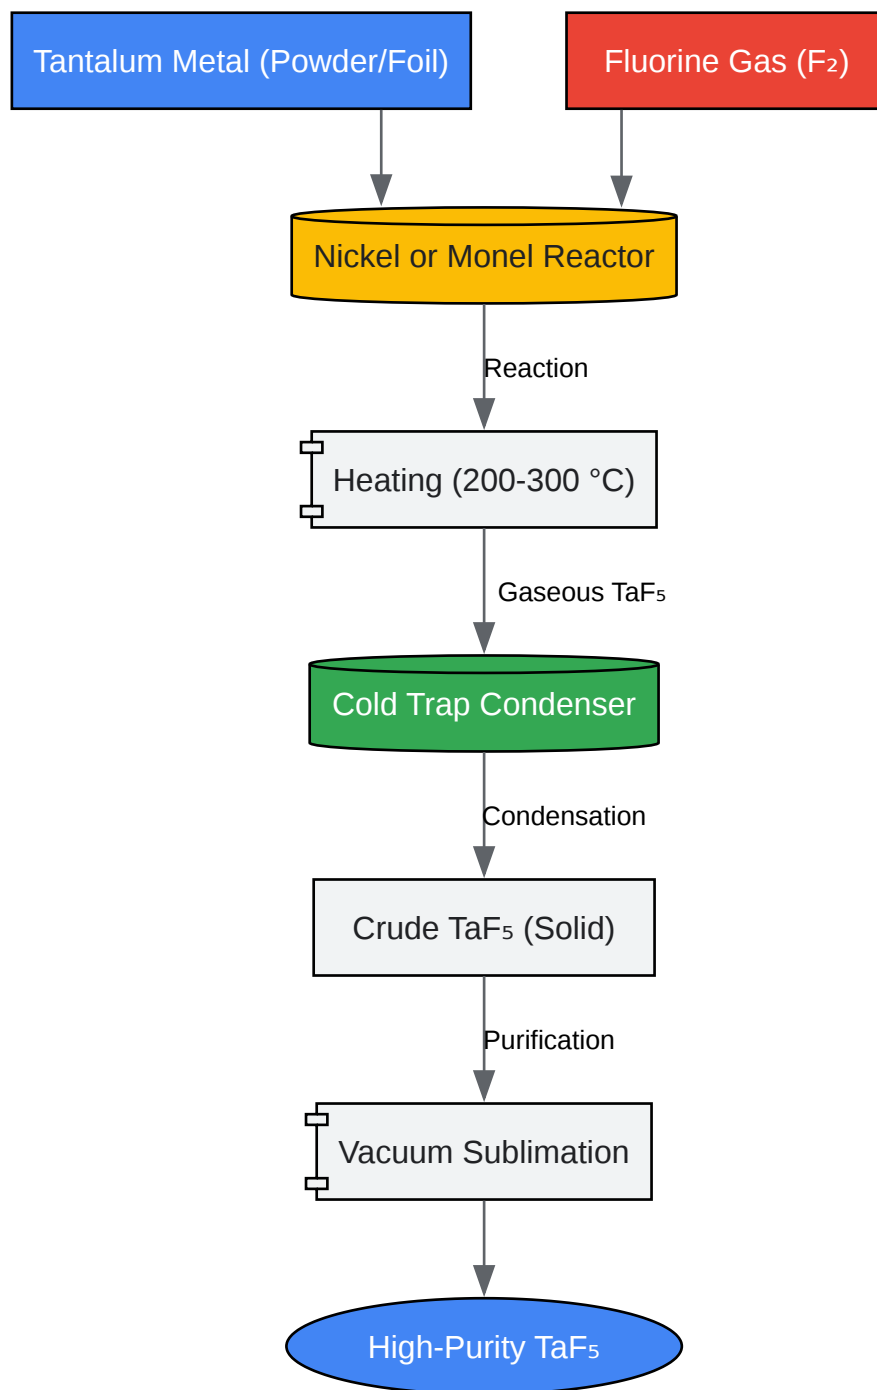 Tantalum Metal (Powder/Foil)
Fluorine Gas (F₂)
Nickel or Monel Reactor
Reaction
Heating (200-300 °C)
Gaseous TaF₅
Cold Trap Condenser
Condensation
Crude TaF₅ (Solid)
Purification
Vacuum Sublimation
High-Purity TaF₅